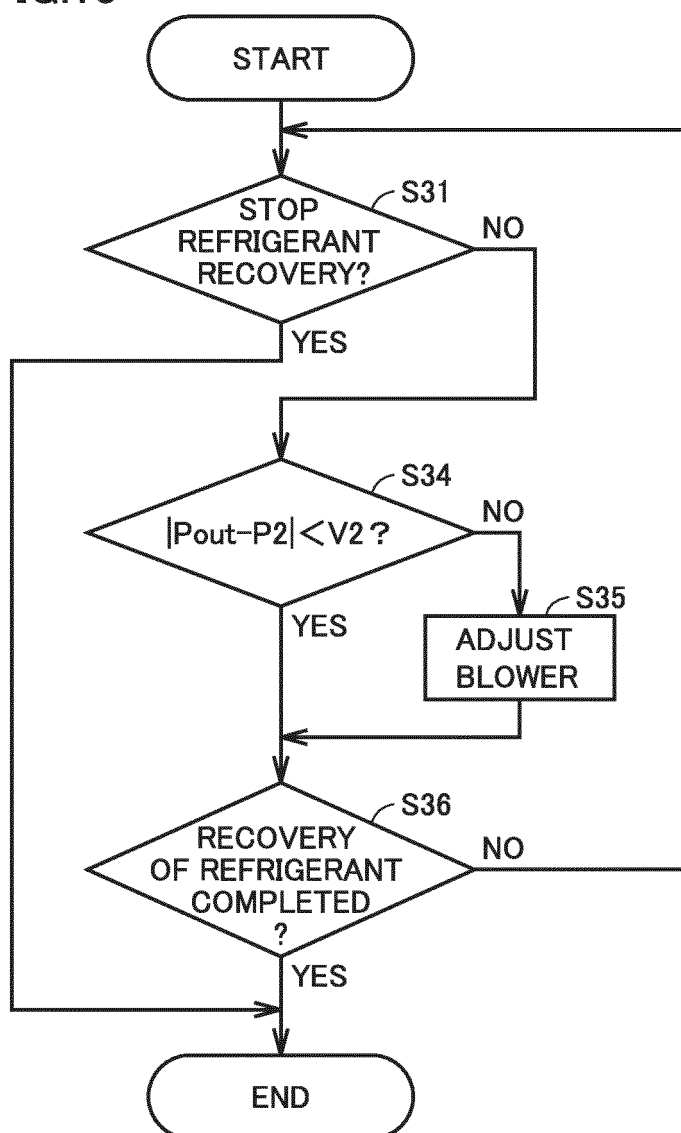 START
S31
STOP
REFRIGERANT
RECOVERY?
NO
YES
S34
|Pout-P2|<V2?
NO
YES
S35
ADJUST
BLOWER
S36
RECOVERY
OF REFRIGERANT
COMPLETED
?
NO
YES
END